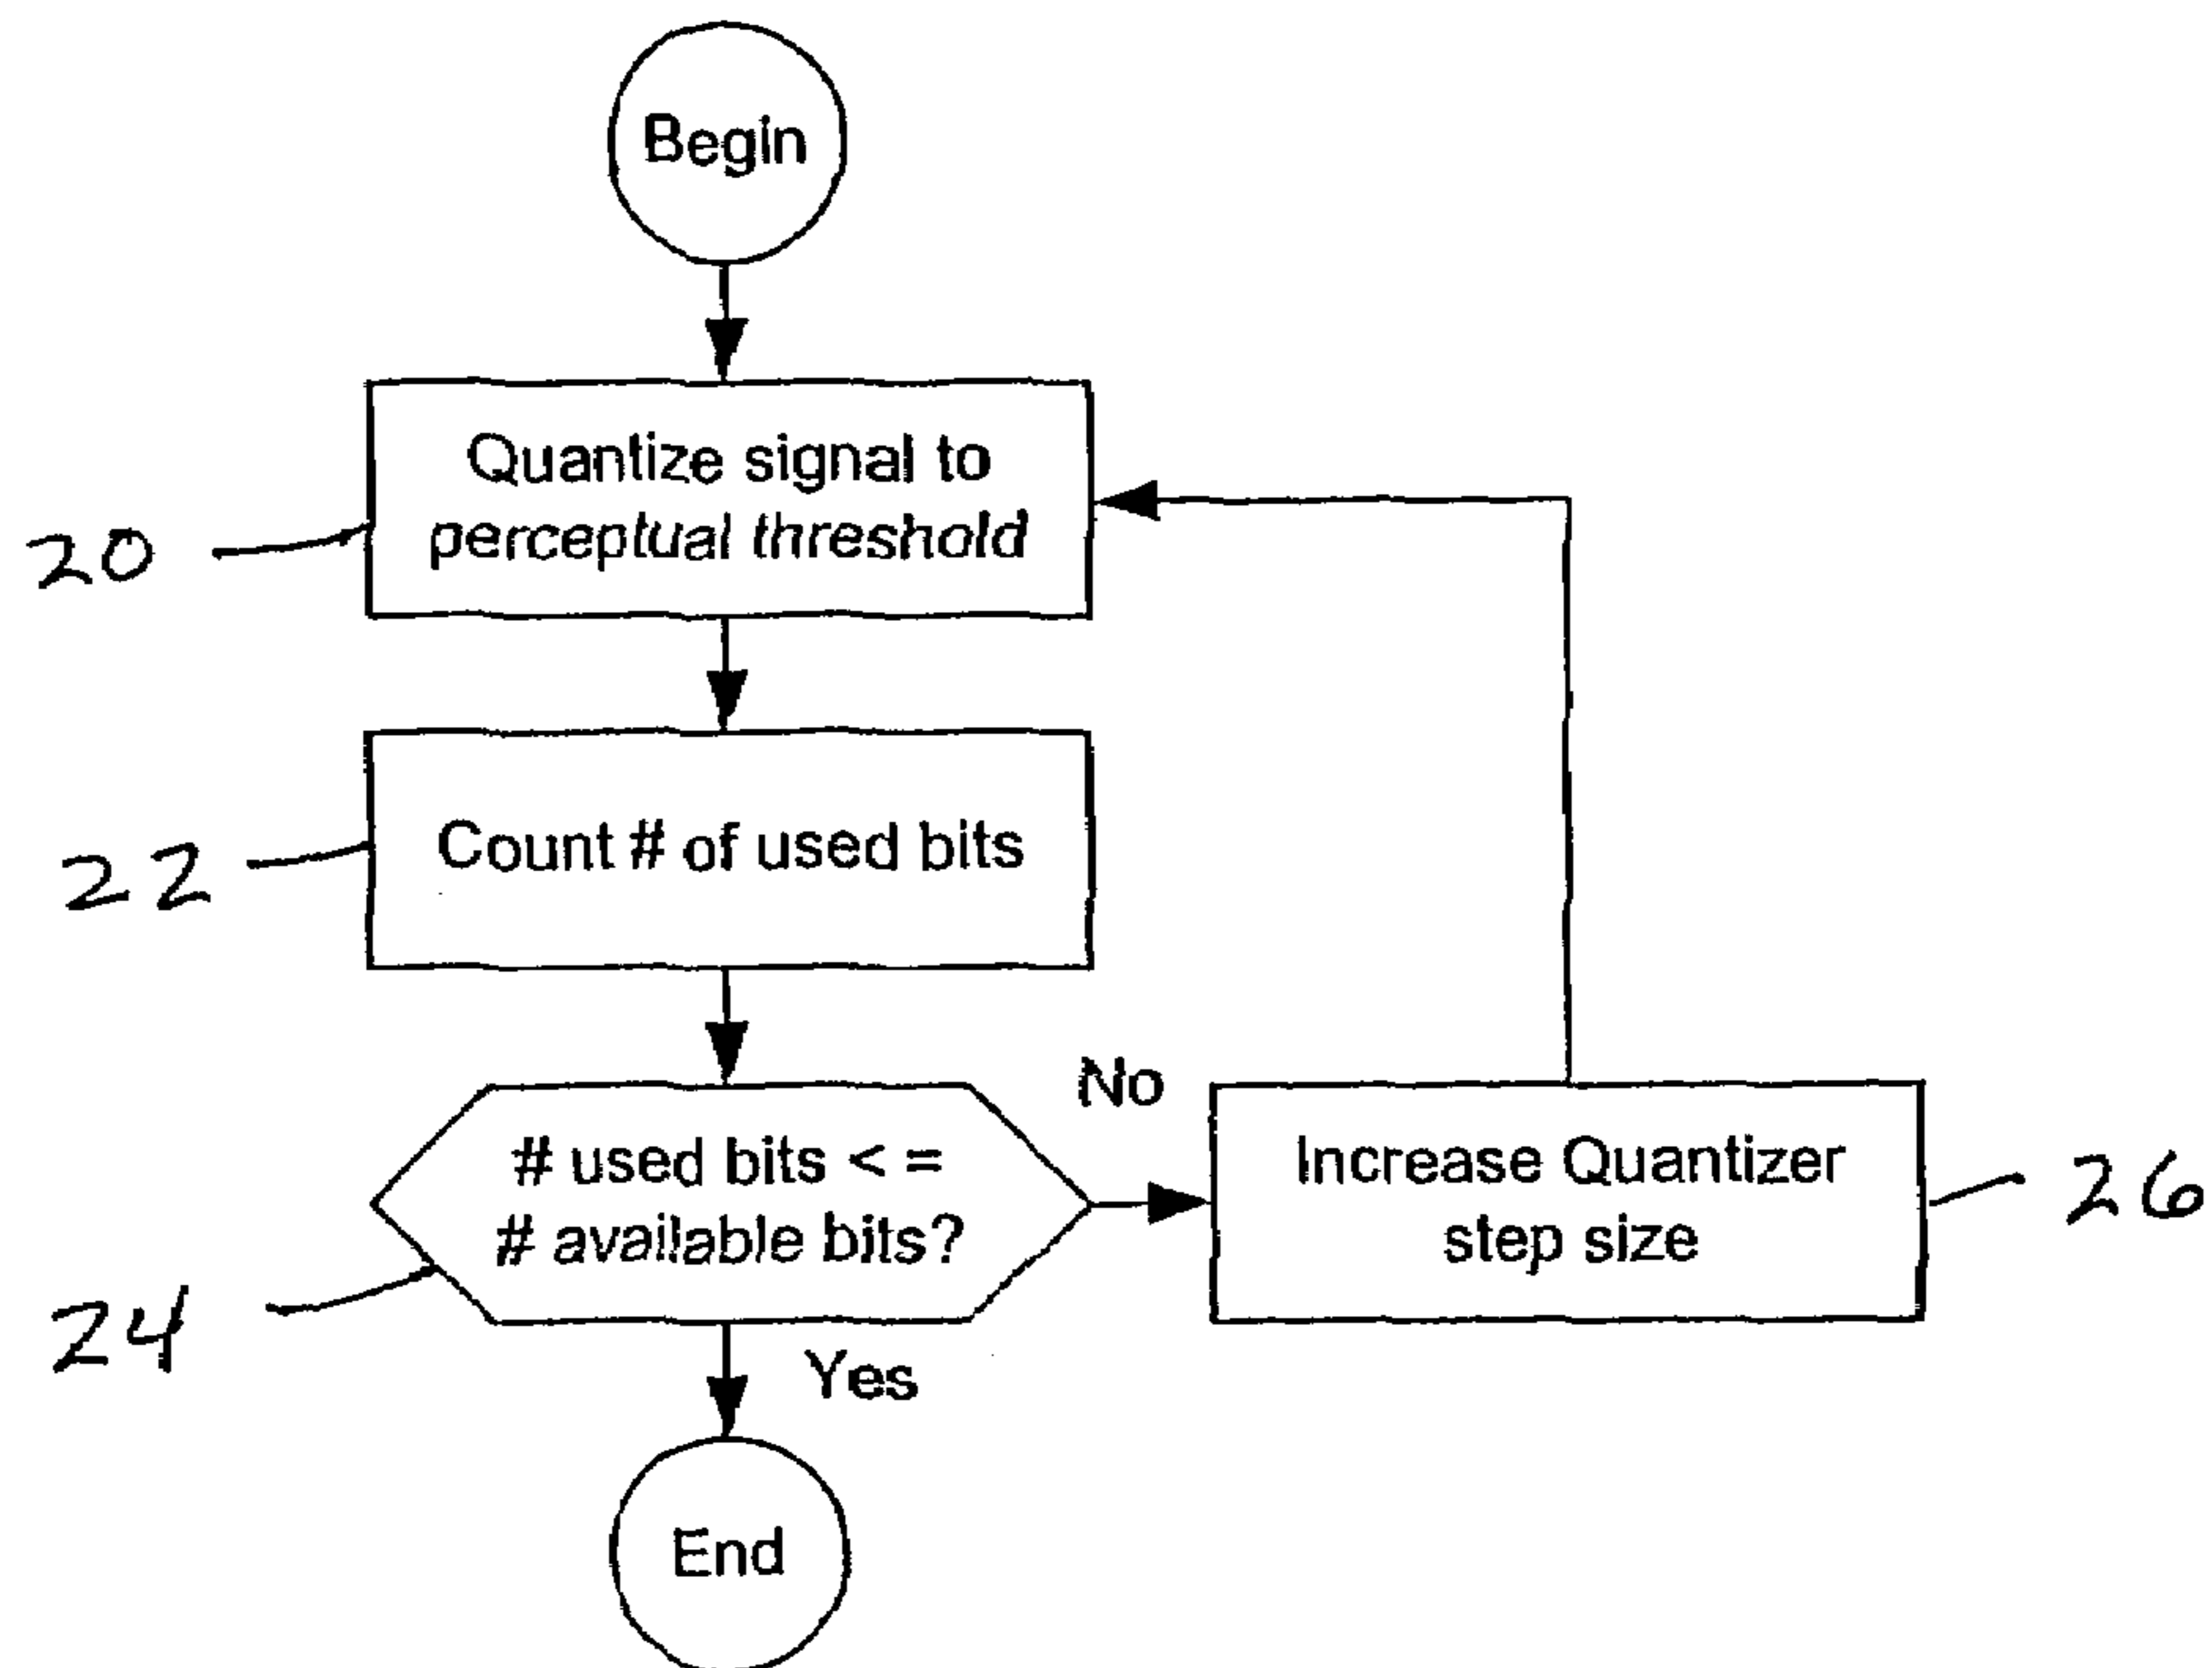 Begin
Quantize signal to
perceptual threshold
20
Count # of used bits
22
# used bits < =
# available bits?
24
No
Increase Quantizer
step size
26
Yes
End